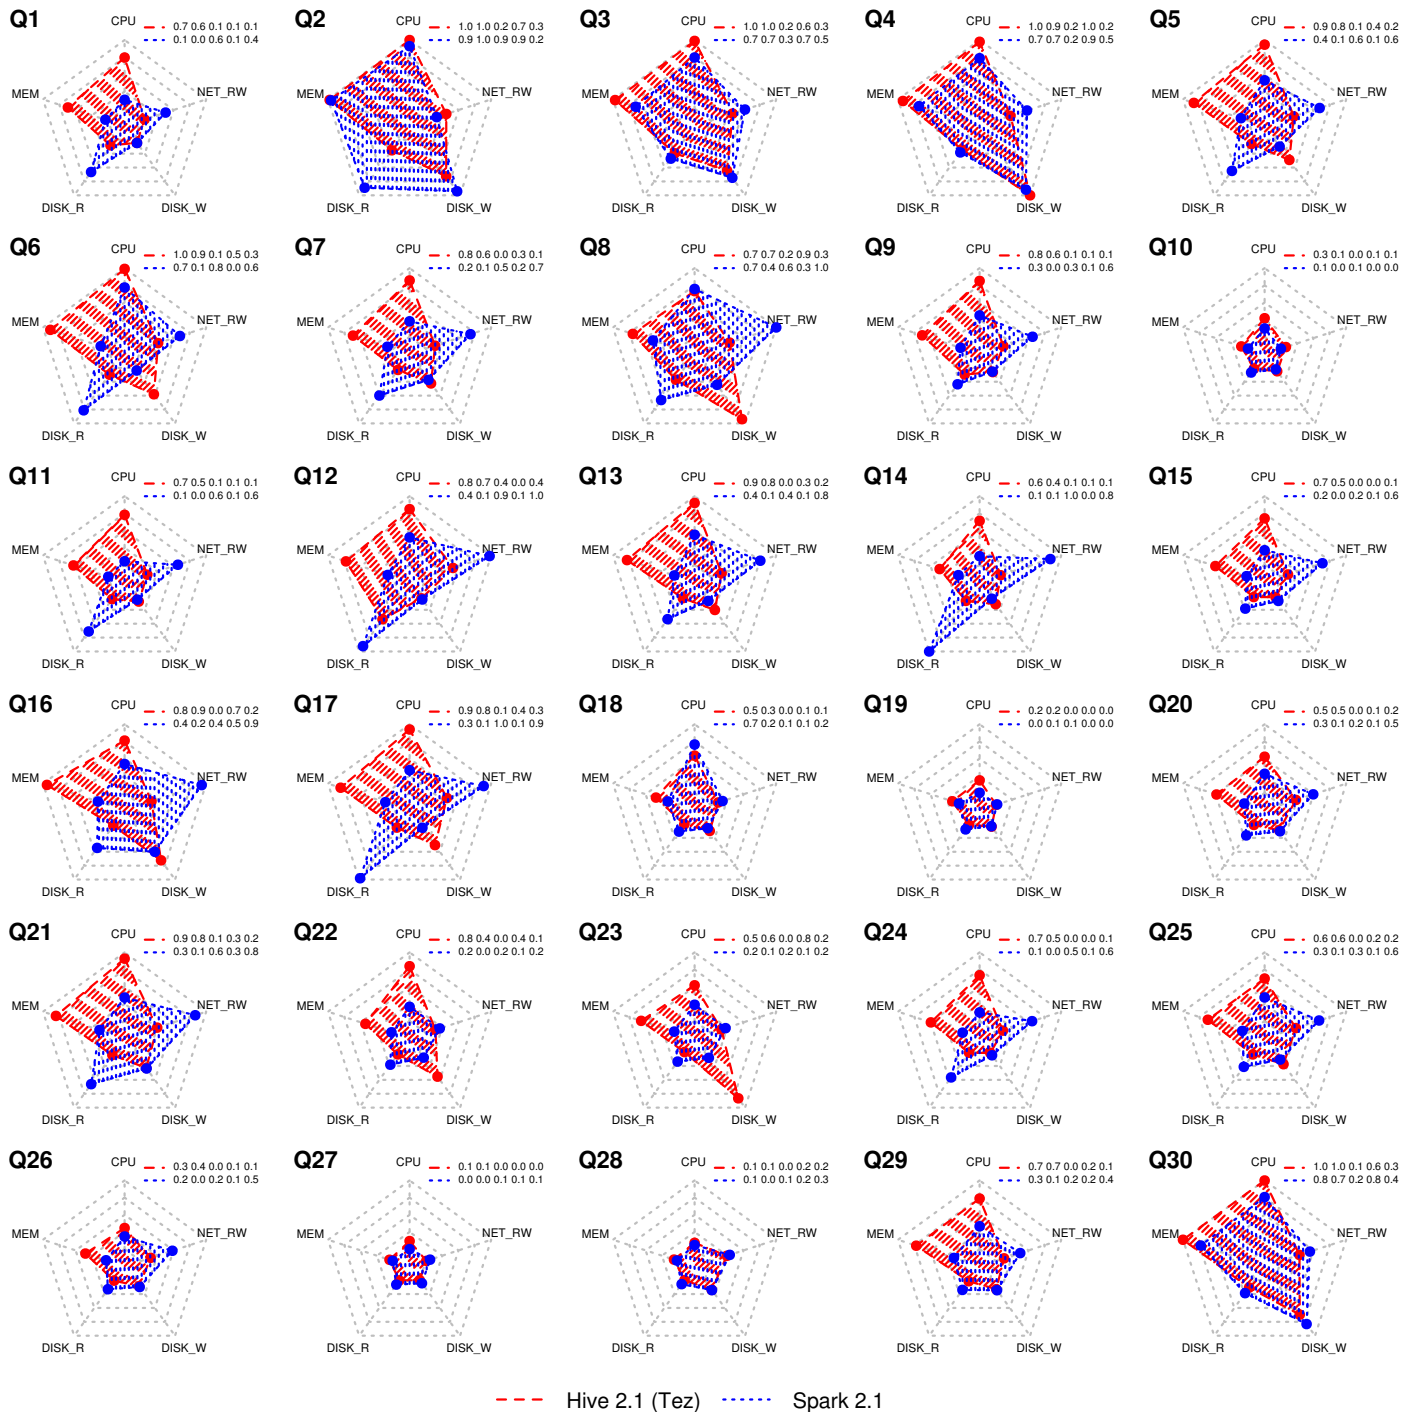 Q1
CPU
0.7 0.6 0.1 0.1 0.1
0.1 0.0 0.6 0.1 0.4
MEM
NET_RW
DISK_R
DISK_W
Q2
CPU
1.0 1.0 0.2 0.7 0.3
0.9 1.0 0.9 0.9 0.2
MEM
NET_RW
DISK_R
DISK_W
Q3
CPU
1.0 1.0 0.2 0.6 0.3
0.7 0.7 0.3 0.7 0.5
MEM
NET_RW
DISK_R
DISK_W
Q4
CPU
1.0 0.9 0.2 1.0 0.2
0.7 0.7 0.2 0.9 0.5
MEM
NET_RW
DISK_R
DISK_W
Q5
CPU
0.9 0.8 0.1 0.4 0.2
0.4 0.1 0.6 0.1 0.6
MEM
NET_RW
DISK_R
DISK_W
Q6
CPU
1.0 0.9 0.1 0.5 0.3
0.7 0.1 0.8 0.0 0.6
MEM
NET_RW
DISK_R
DISK_W
Q7
CPU
0.8 0.6 0.0 0.3 0.1
0.2 0.1 0.5 0.2 0.7
MEM
NET_RW
DISK_R
DISK_W
Q8
CPU
0.7 0.7 0.2 0.9 0.3
0.7 0.4 0.6 0.3 1.0
MEM
NET_RW
DISK_R
DISK_W
Q9
CPU
0.8 0.6 0.1 0.1 0.1
0.3 0.0 0.3 0.1 0.6
MEM
NET_RW
DISK_R
DISK_W
Q10
CPU
0.3 0.1 0.0 0.1 0.1
0.1 0.0 0.1 0.0 0.0
MEM
NET_RW
DISK_R
DISK_W
Q11
CPU
0.7 0.5 0.1 0.1 0.1
0.1 0.0 0.6 0.1 0.6
MEM
NET_RW
DISK_R
DISK_W
Q12
CPU
0.8 0.7 0.4 0.0 0.4
0.4 0.1 0.9 0.1 1.0
MEM
NET_RW
DISK_R
DISK_W
Q13
CPU
0.9 0.8 0.0 0.3 0.2
0.4 0.1 0.4 0.1 0.8
MEM
NET_RW
DISK_R
DISK_W
Q14
CPU
0.6 0.4 0.1 0.1 0.1
0.1 0.1 1.0 0.0 0.8
MEM
NET_RW
DISK_R
DISK_W
Q15
CPU
0.7 0.5 0.0 0.0 0.1
0.2 0.0 0.2 0.1 0.6
MEM
NET_RW
DISK_R
DISK_W
Q16
CPU
0.8 0.9 0.0 0.7 0.2
0.4 0.2 0.4 0.5 0.9
MEM
NET_RW
DISK_R
DISK_W
Q17
CPU
0.9 0.8 0.1 0.4 0.3
0.3 0.1 1.0 0.1 0.9
MEM
NET_RW
DISK_R
DISK_W
Q18
CPU
0.5 0.3 0.0 0.1 0.1
0.7 0.2 0.1 0.1 0.2
MEM
NET_RW
DISK_R
DISK_W
Q19
CPU
0.2 0.2 0.0 0.0 0.0
0.0 0.1 0.1 0.0 0.0
MEM
NET_RW
DISK_R
DISK_W
Q20
CPU
0.5 0.5 0.0 0.1 0.2
0.3 0.1 0.2 0.1 0.5
MEM
NET_RW
DISK_R
DISK_W
Q21
CPU
0.9 0.8 0.1 0.3 0.2
0.3 0.1 0.6 0.3 0.8
MEM
NET_RW
DISK_R
DISK_W
Q22
CPU
0.8 0.4 0.0 0.4 0.1
0.2 0.0 0.2 0.1 0.2
MEM
NET_RW
DISK_R
DISK_W
Q23
CPU
0.5 0.6 0.0 0.8 0.2
0.2 0.1 0.2 0.1 0.2
MEM
NET_RW
DISK_R
DISK_W
Q24
CPU
0.7 0.5 0.0 0.0 0.1
0.1 0.0 0.5 0.1 0.6
MEM
NET_RW
DISK_R
DISK_W
Q25
CPU
0.6 0.6 0.0 0.2 0.2
0.3 0.1 0.3 0.1 0.6
MEM
NET_RW
DISK_R
DISK_W
Q26
CPU
0.3 0.4 0.0 0.1 0.1
0.2 0.0 0.2 0.1 0.5
MEM
NET_RW
DISK_R
DISK_W
Q27
CPU
0.1 0.1 0.0 0.0 0.0
0.0 0.0 0.1 0.1 0.1
MEM
NET_RW
DISK_R
DISK_W
Q28
CPU
0.1 0.1 0.0 0.2 0.2
0.1 0.0 0.1 0.2 0.3
MEM
NET_RW
DISK_R
DISK_W
Q29
CPU
0.7 0.7 0.0 0.2 0.1
0.3 0.1 0.2 0.2 0.4
MEM
NET_RW
DISK_R
DISK_W
Q30
CPU
1.0 1.0 0.1 0.6 0.3
0.8 0.7 0.2 0.8 0.4
MEM
NET_RW
DISK_R
DISK_W
Hive 2.1 (Tez)
Spark 2.1